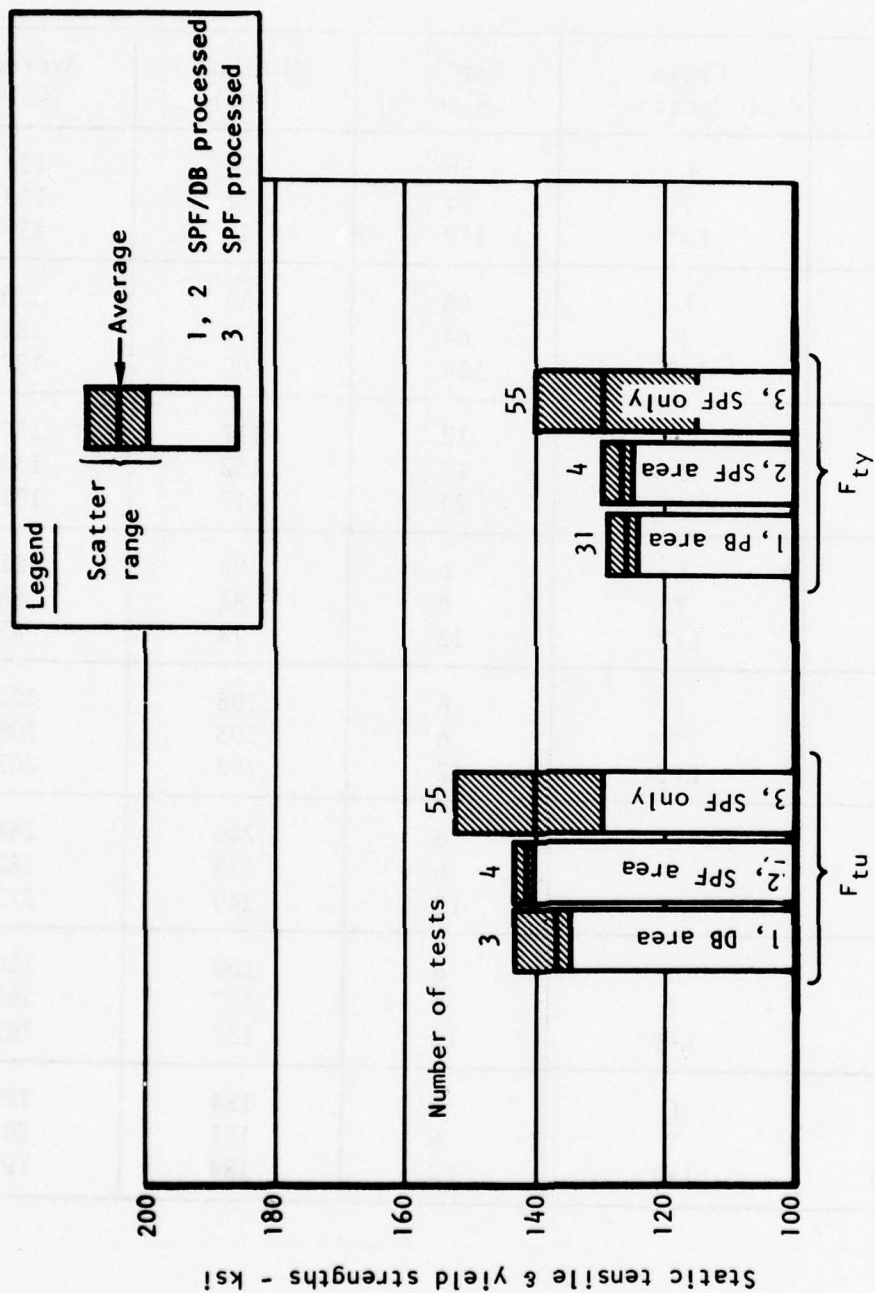 Legend
Scatter
range
Average
1, 2 SPF/DB processed
3 SPF processed
Static tensile & yield strengths - ksi
200
180
160
140
120
100
Number of tests
3
4
55
31
4
55
1, DB area
2, SPF area
3, SPF only
1, PB area
2, SPF area
3, SPF only
Ftu
Fty